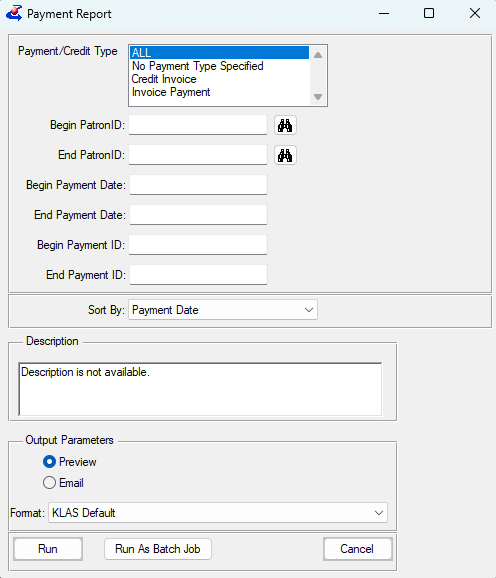 Payment Report
Payment/Credit Type
ALL
No Payment Type Specified
Credit Invoice
Invoice Payment
Begin PatronID:
End PatronID:
Begin Payment Date:
End Payment Date:
Begin Payment ID:
End Payment ID:
Sort By: Payment Date
Description
Description is not available.
Output Parameters
Preview
Email
Format: KLAS Default
Run Run As Batch Job Cancel